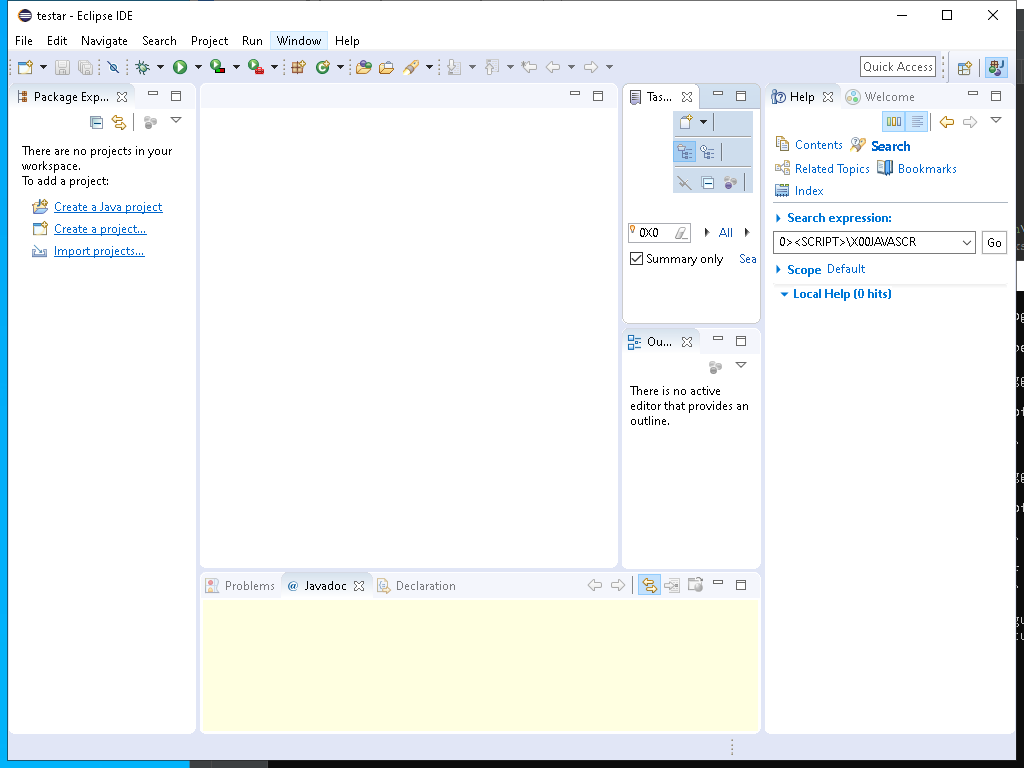 testar - Eclipse IDE
File Edit Navigate Search Project Run Window Help
Quick Access
Package Exp...
Tas...
Help Welcome
There are no projects in your
workspace.
To add a project:
Create a Java project
Create a project...
Import projects...
Contents Search
Related Topics Bookmarks
Index
Search expression:
0><SCRIPT>\X00JAVASCR
Go
Scope Default
Local Help (0 hits)
0X0
All
Summary only
Sea
Ou...
There is no active
editor that provides an
outline.
Problems @ Javadoc Declaration